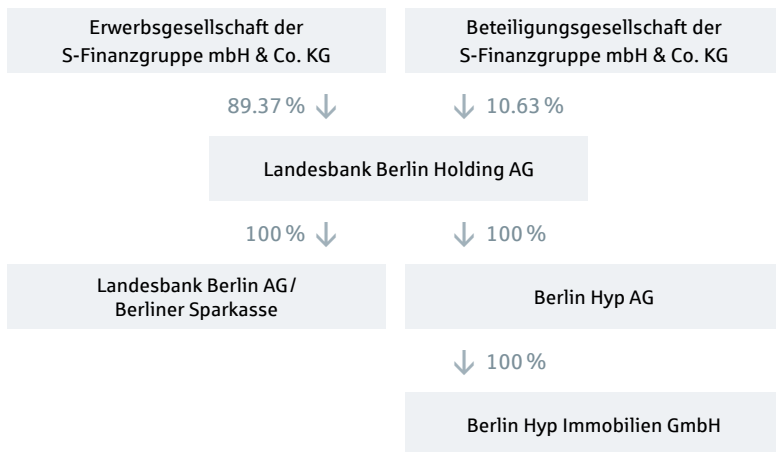 Erwerbsgesellschaft der
S-Finanzgruppe mbH & Co. KG
Beteiligungsgesellschaft der
S-Finanzgruppe mbH & Co. KG
89.37 %
10.63 %
Landesbank Berlin Holding AG
100 %
100 %
Landesbank Berlin AG/
Berliner Sparkasse
Berlin Hyp AG
100 %
Berlin Hyp Immobilien GmbH